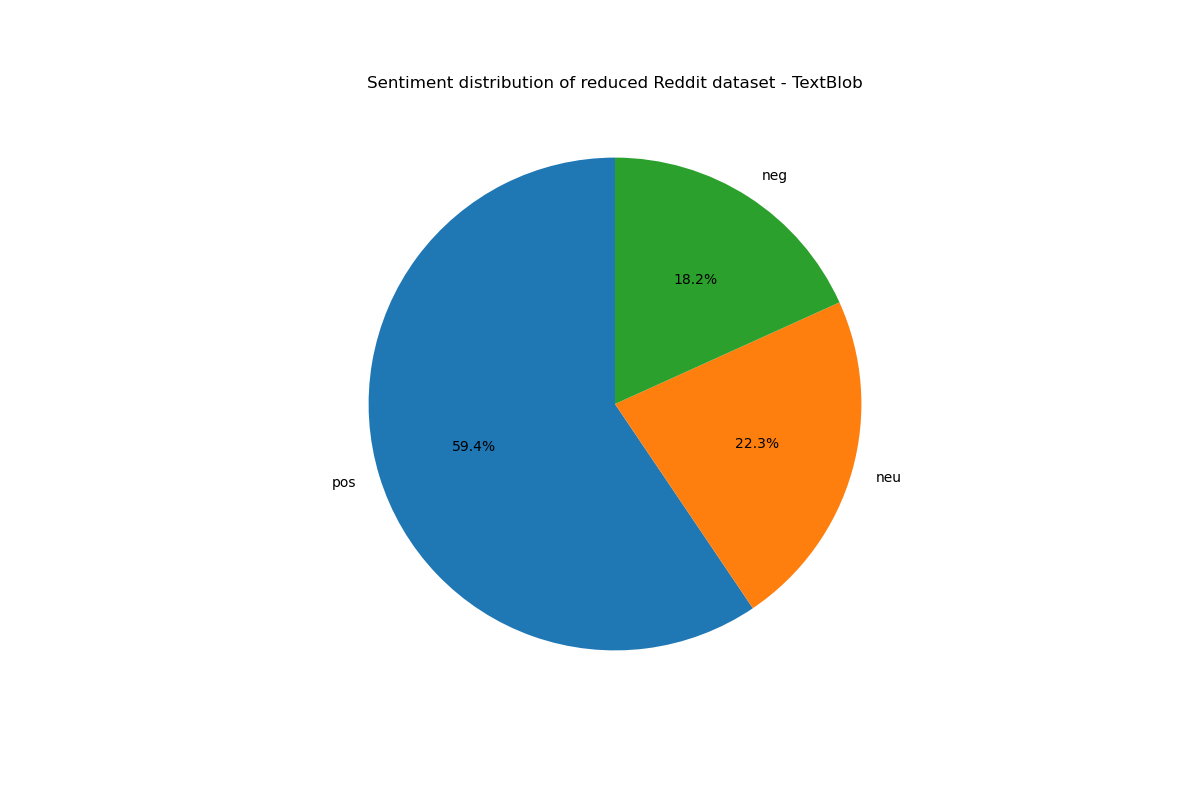 Sentiment distribution of reduced Reddit dataset - TextBlob
neg
18.2%
22.3%
59.4%
neu
pos